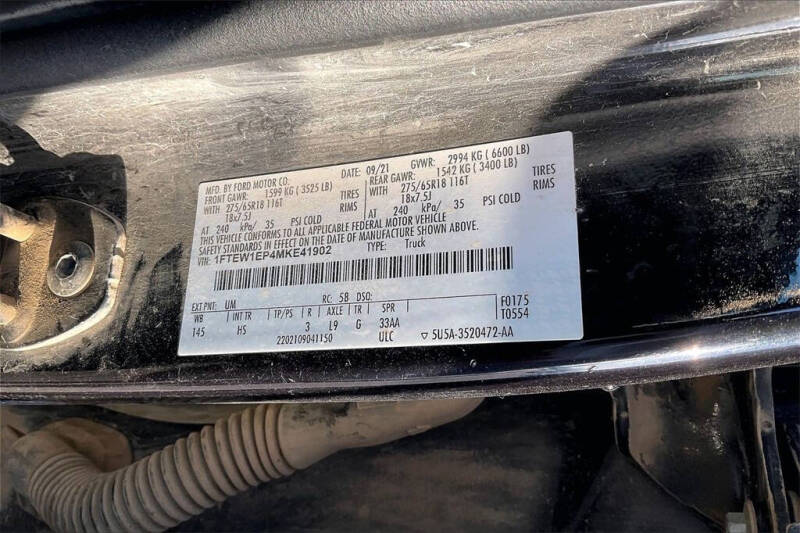 MFD. BY FORD MOTOR CO. DATE: 09/21 GVWR: 2994 KG ( 6600 LB)
FRONT GAWR: 1599 KG ( 3525 LB) REAR GAWR: 1542 KG ( 3400 LB)
WITH 275/65R18 116T TIRES WITH 275/65R18 116T TIRES
18x7.5J RIMS 18x7.5J RIMS
AT 240 kPa/ 35 PSI COLD AT 240 kPa/ 35 PSI COLD
THIS VEHICLE CONFORMS TO ALL APPLICABLE FEDERAL MOTOR VEHICLE
SAFETY STANDARDS IN EFFECT ON THE DATE OF MANUFACTURE SHOWN ABOVE.
VIN: 1FTEW1EP4MKE41902 TYPE: Truck
EXT PNT: UM RC: 58 DSO: F0175
WB INT TR TP/PS R AXLE TR SPR T0554
145 HS 3 L9 G 33AA
2202109041150 ULC ▽ 5U5A-3520472-AA